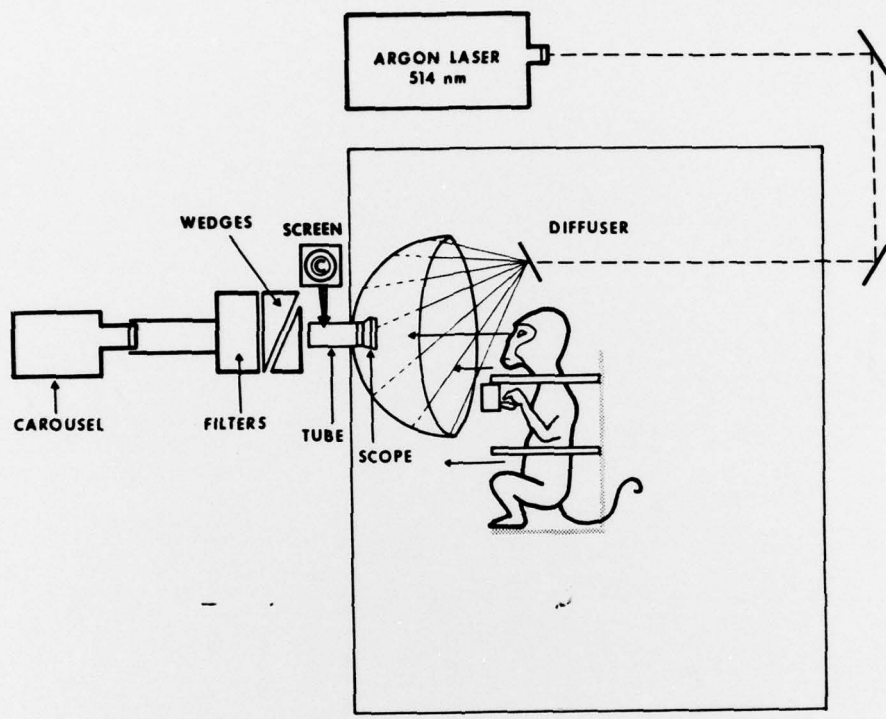 ARGON LASER
514 nm
WEDGES
SCREEN
DIFFUSER
C
CAROUSEL
FILTERS
TUBE
SCOPE